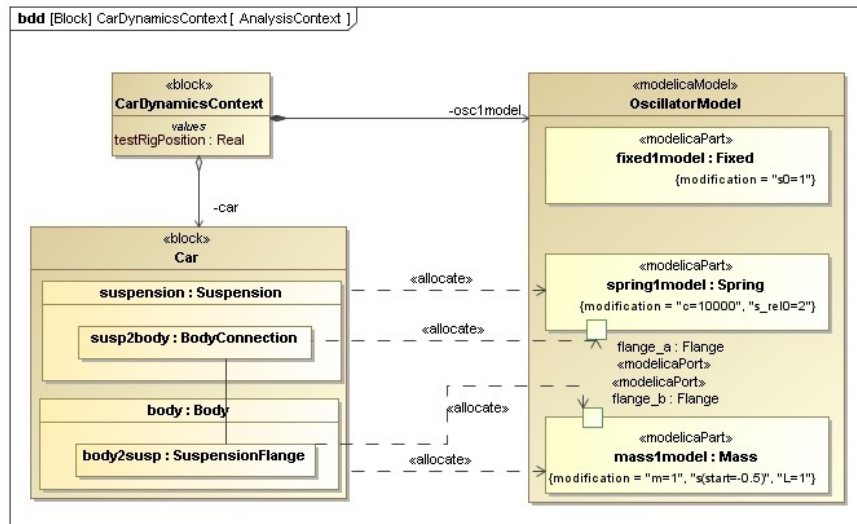 bdd [Block] CarDynamicsContext [ AnalysisContext ]
«block»
CarDynamicsContext
values
testRigPosition : Real
-osc1model
-car
«modelicaModel»
OscillatorModel
«modelicaPart»
fixed1model : Fixed
{modification = "s0=1"}
«block»
Car
suspension : Suspension
susp2body : BodyConnection
body : Body
body2susp : SuspensionFlange
«allocate»
«allocate»
«allocate»
«allocate»
«modelicaPart»
spring1model : Spring
{modification = "c=10000", "s_rel0=2"}
flange_a : Flange
«modelicaPort»
«modelicaPort»
flange_b : Flange
«modelicaPart»
mass1model : Mass
{modification = "m=1", "s(start=-0.5)", "L=1"}